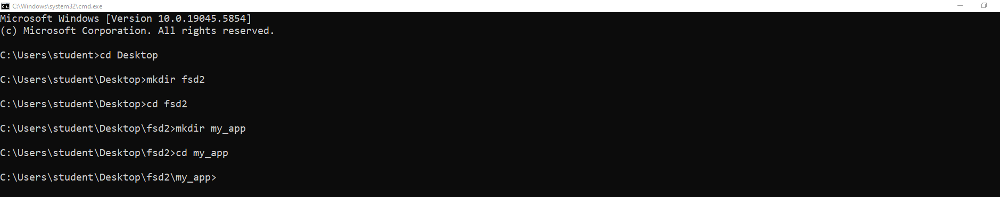 C:\Windows\system32\cmd.exe
Microsoft Windows [Version 10.0.19045.5854]
(c) Microsoft Corporation. All rights reserved.
C:\Users\student>cd Desktop
C:\Users\student\Desktop>mkdir fsd2
C:\Users\student\Desktop>cd fsd2
C:\Users\student\Desktop\fsd2>mkdir my_app
C:\Users\student\Desktop\fsd2>cd my_app
C:\Users\student\Desktop\fsd2\my_app>